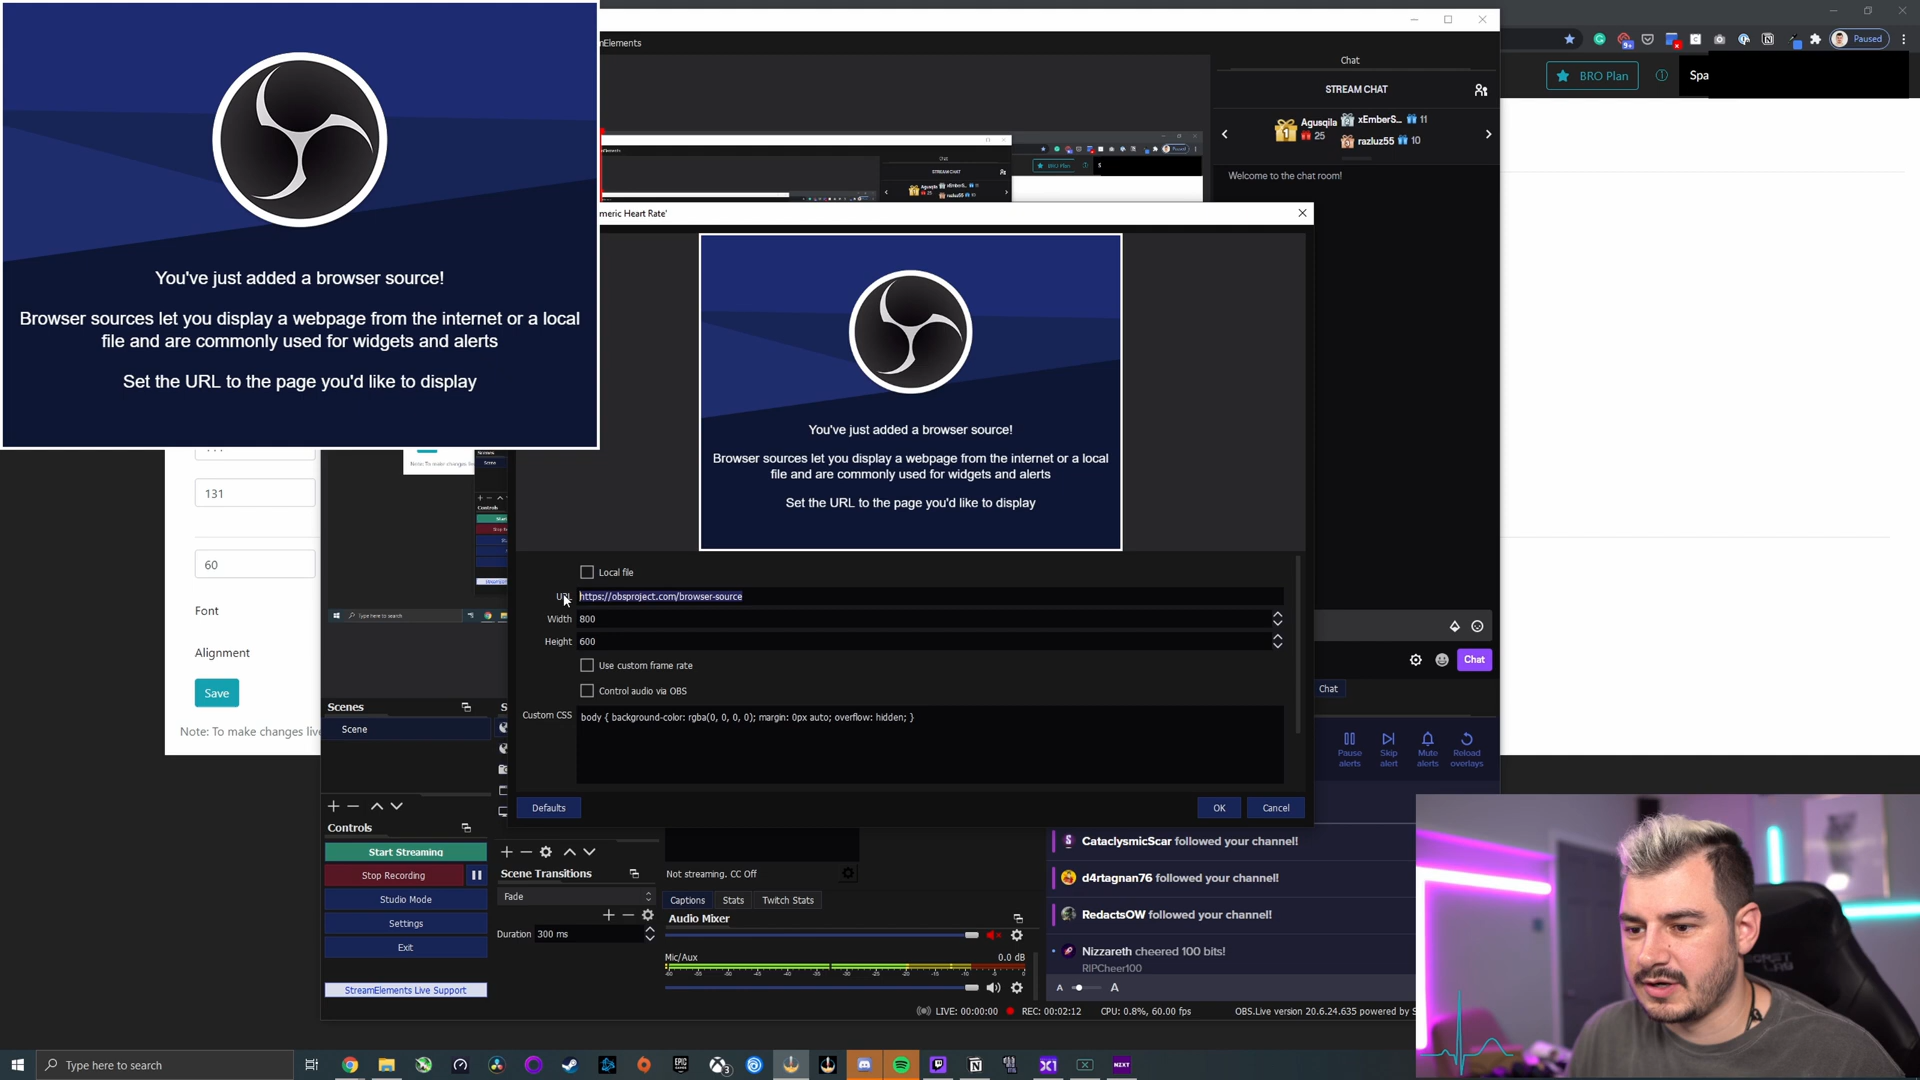 You've just added a browser source!
Browser sources let you display a webpage from the internet or a local
file and are commonly used for widgets and alerts
Set the URL to the page you'd like to display
Paused
BRO Plan
Spa
Chat
STREAM CHAT
Agusqila
25
xEmberS...
11
razluz55
10
Welcome to the chat room!
meric Heart Rate'
You've just added a browser source!
Browser sources let you display a webpage from the internet or a local
file and are commonly used for widgets and alerts
Set the URL to the page you'd like to display
131
60
Font
Alignment
Save
Note: To make changes live
Local file
URL
https://obsproject.com/browser-source
Width
800
Height
600
Use custom frame rate
Control audio via OBS
Custom CSS
body { background-color: rgba(0, 0, 0, 0); margin: 0px auto; overflow: hidden; }
Defaults
OK
Cancel
Chat
Chat
Pause alerts
Skip alert
Mute alerts
Reload overlays
Scenes
Scene
Controls
Start Streaming
Stop Recording
Studio Mode
Settings
Exit
StreamElements Live Support
Scene Transitions
Fade
Duration
300 ms
Not streaming. CC Off
Captions
Stats
Twitch Stats
Audio Mixer
Mic/Aux
0.0 dB
CataclysmicScar followed your channel!
d4rtagnan76 followed your channel!
RedactsOW followed your channel!
Nizzareth cheered 100 bits!
RIPCheer100
A
A
LIVE: 00:00:00
REC: 00:02:12
CPU: 0.8%, 60.00 fps
OBS.Live version 20.6.24.635 powered by S
Type here to search